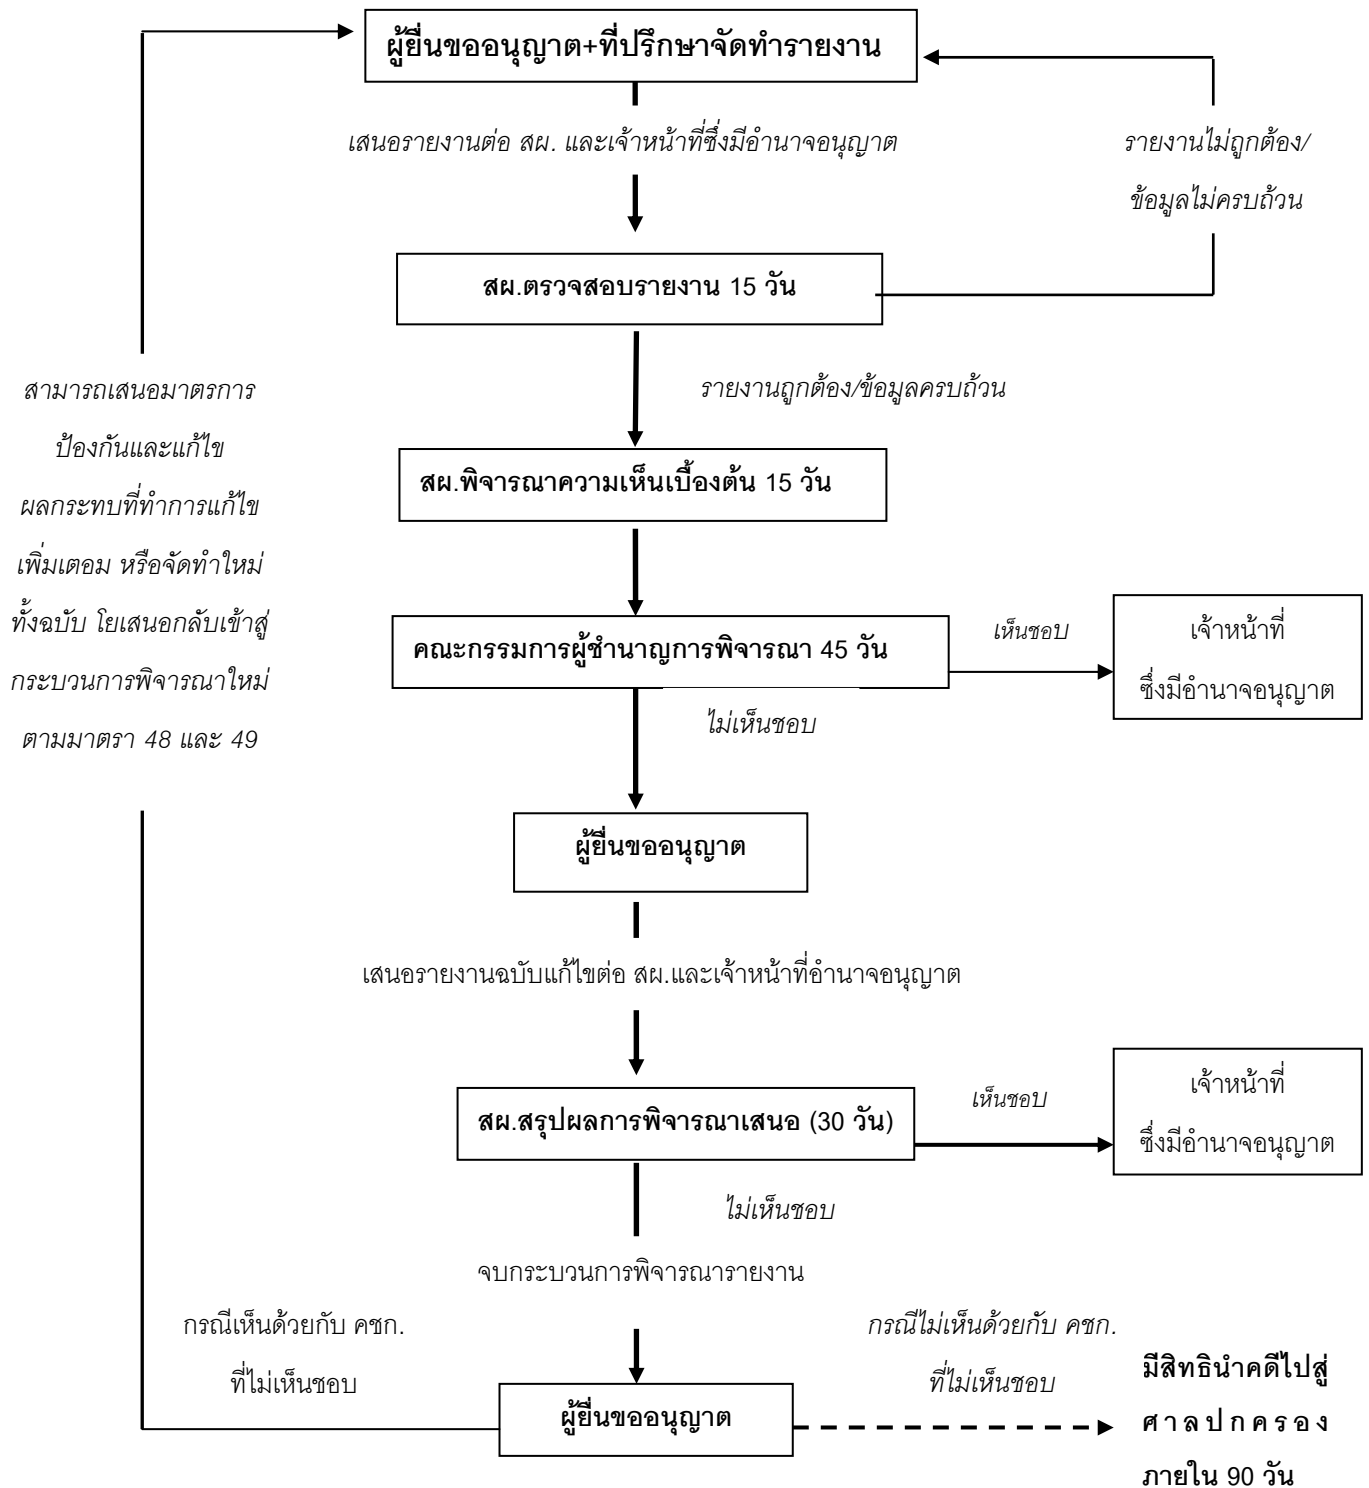 ผู้ยื่นขออนุญาต+ที่ปรึกษาจัดทำรายงาน
เสนอรายงานต่อ สผ. และเจ้าหน้าที่ซึ่งมีอำนาจอนุญาต
รายงานไม่ถูกต้อง/
ข้อมูลไม่ครบถ้วน
สผ.ตรวจสอบรายงาน 15 วัน
รายงานถูกต้อง/ข้อมูลครบถ้วน
สามารถเสนอมาตรการ
ป้องกันและแก้ไข
ผลกระทบที่ทำการแก้ไข
เพิ่มเตอม หรือจัดทำใหม่
ทั้งฉบับ โยเสนอกลับเข้าสู่
กระบวนการพิจารณาใหม่
ตามมาตรา 48 และ 49
สผ.พิจารณาความเห็นเบื้องต้น 15 วัน
คณะกรรมการผู้ชำนาญการพิจารณา 45 วัน
เห็นชอบ
เจ้าหน้าที่
ซึ่งมีอำนาจอนุญาต
ไม่เห็นชอบ
ผู้ยื่นขออนุญาต
เสนอรายงานฉบับแก้ไขต่อ สผ.และเจ้าหน้าที่อำนาจอนุญาต
สผ.สรุปผลการพิจารณาเสนอ (30 วัน)
เห็นชอบ
เจ้าหน้าที่
ซึ่งมีอำนาจอนุญาต
ไม่เห็นชอบ
จบกระบวนการพิจารณารายงาน
กรณีเห็นด้วยกับ คชก.
ที่ไม่เห็นชอบ
กรณีไม่เห็นด้วยกับ คชก.
ที่ไม่เห็นชอบ
ผู้ยื่นขออนุญาต
มีสิทธินำคดีไปสู่
ศาลปกครอง
ภายใน 90 วัน